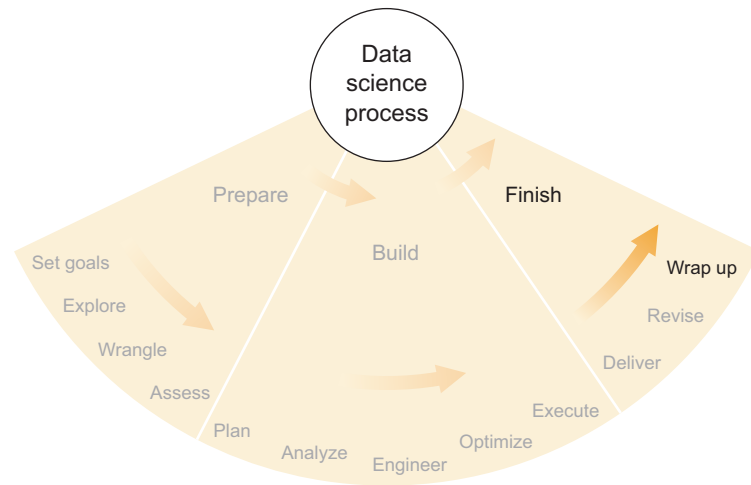 Data
science
process
Prepare
Finish
Build
Set goals
Explore
Wrangle
Assess
Plan
Analyze
Engineer
Optimize
Execute
Deliver
Revise
Wrap up